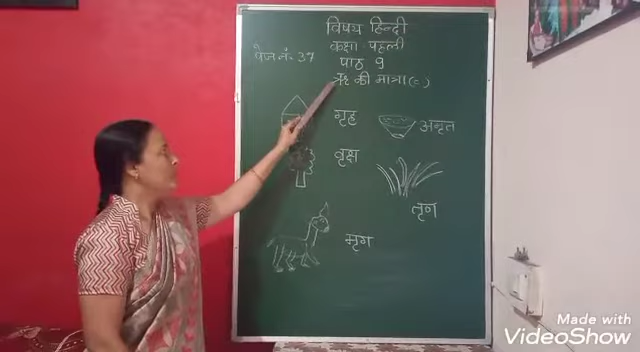 विषय हिन्दी
कक्षा पहली
पेज नं॰ 37
पाठ 9
ऋ की मात्रा (ृ)
गृह
अमृत
वृक्ष
तृण
मृग
Made with
VideoShow